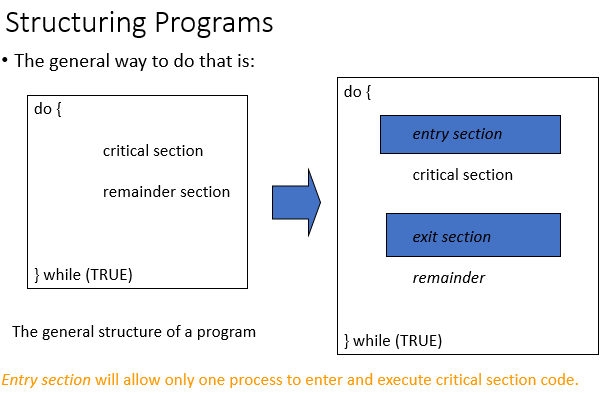 Structuring Programs
• The general way to do that is:
do {
critical section
remainder section
} while (TRUE)
The general structure of a program
do {
entry section
critical section
exit section
remainder
} while (TRUE)
Entry section will allow only one process to enter and execute critical section code.